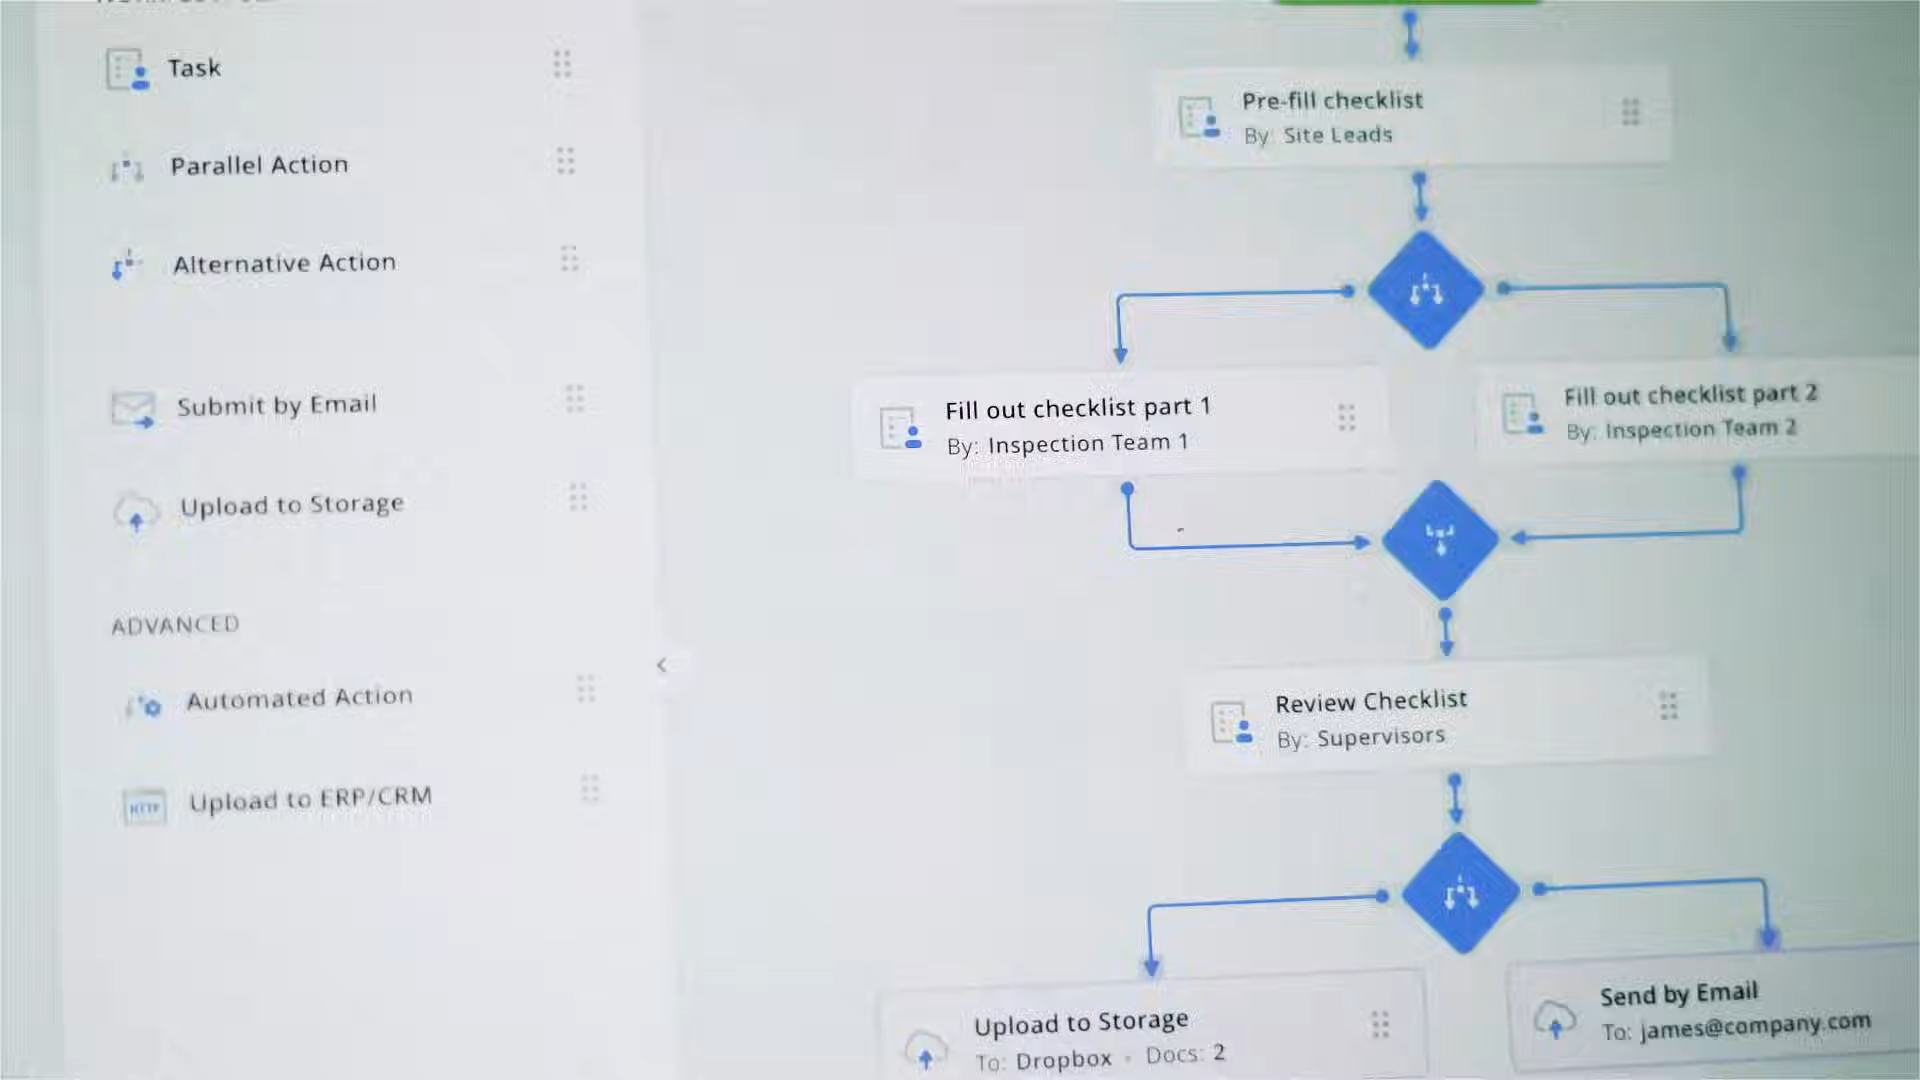 Task
Parallel Action
Alternative Action
Submit by Email
Upload to Storage
ADVANCED
Automated Action
HTTP
Upload to ERP/CRM
Pre-fill checklist
By: Site Leads
Fill out checklist part 1
By: Inspection Team 1
Fill out checklist part 2
By: Inspection Team 2
Review Checklist
By: Supervisors
Upload to Storage
To: Dropbox • Docs: 2
Send by Email
To: james@company.com